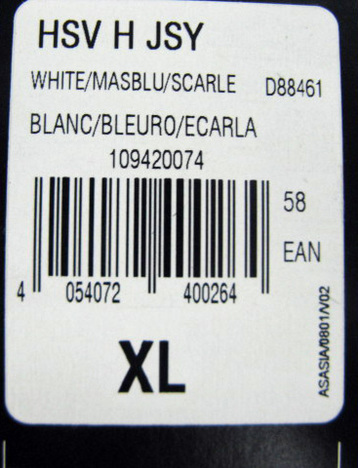 HSV H JSY
WHITE/MASBLU/SCARLE D88461
BLANC/BLEURO/ECARLA
109420074
58
EAN
4 054072 400264
XL
ASASIA/0801/V02